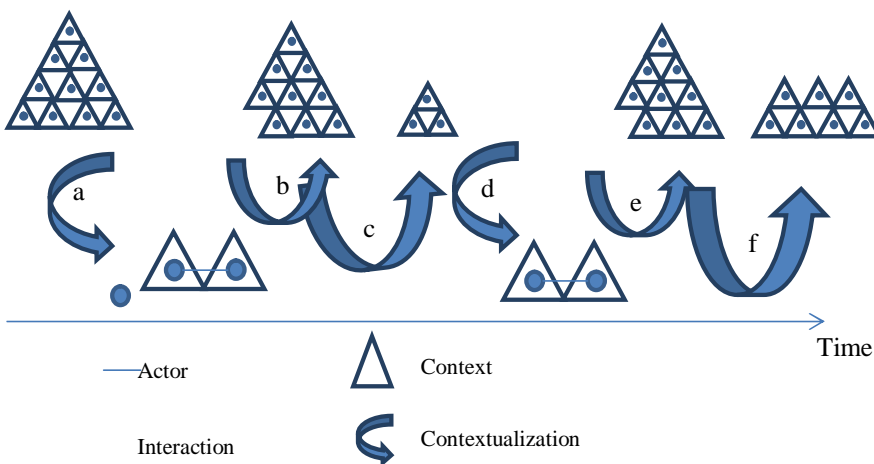 a
b
c
d
e
f
Time
Actor
Context
Interaction
Contextualization